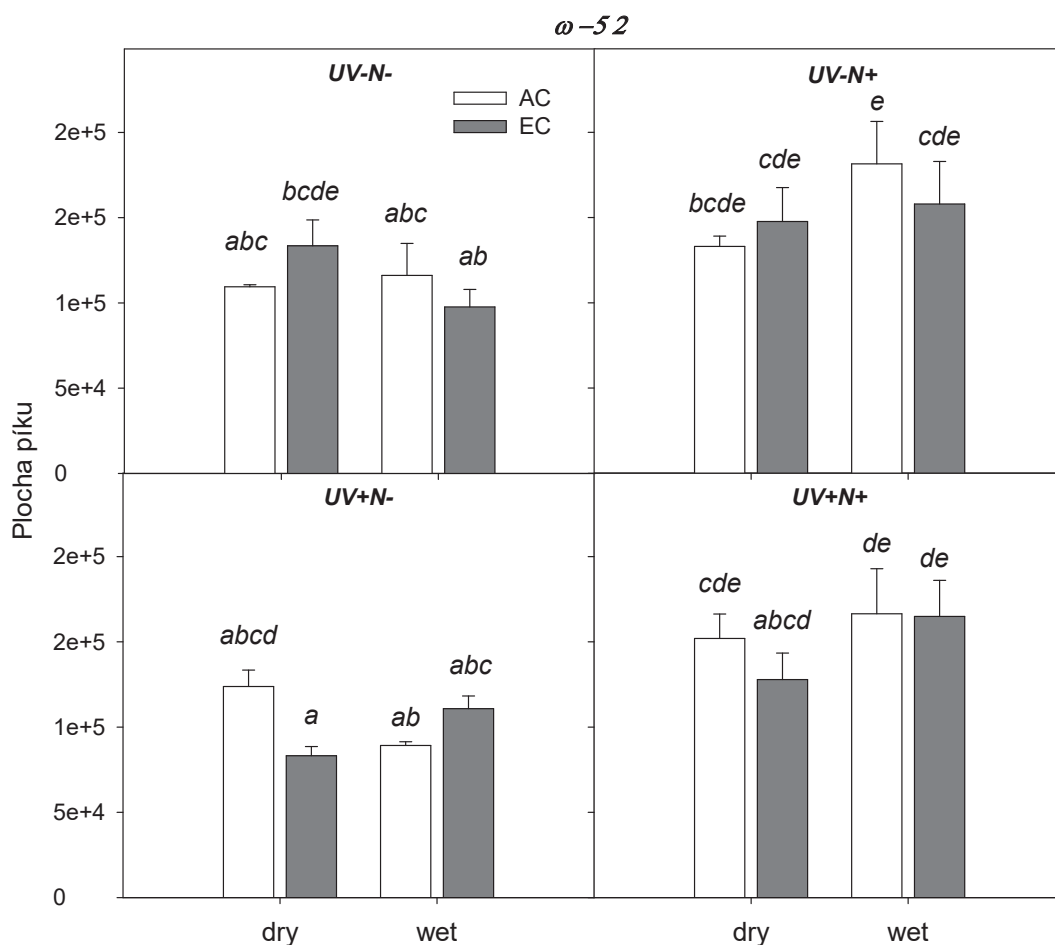 ω-52
UV-N-
AC
EC
2e+5
2e+5
1e+5
5e+4
0
abc
bcde
abc
ab
UV-N+
bcde
cde
e
cde
Plocha píku
UV+N-
2e+5
2e+5
1e+5
5e+4
0
abcd
a
ab
abc
UV+N+
cde
abcd
de
de
dry
wet
dry
wet